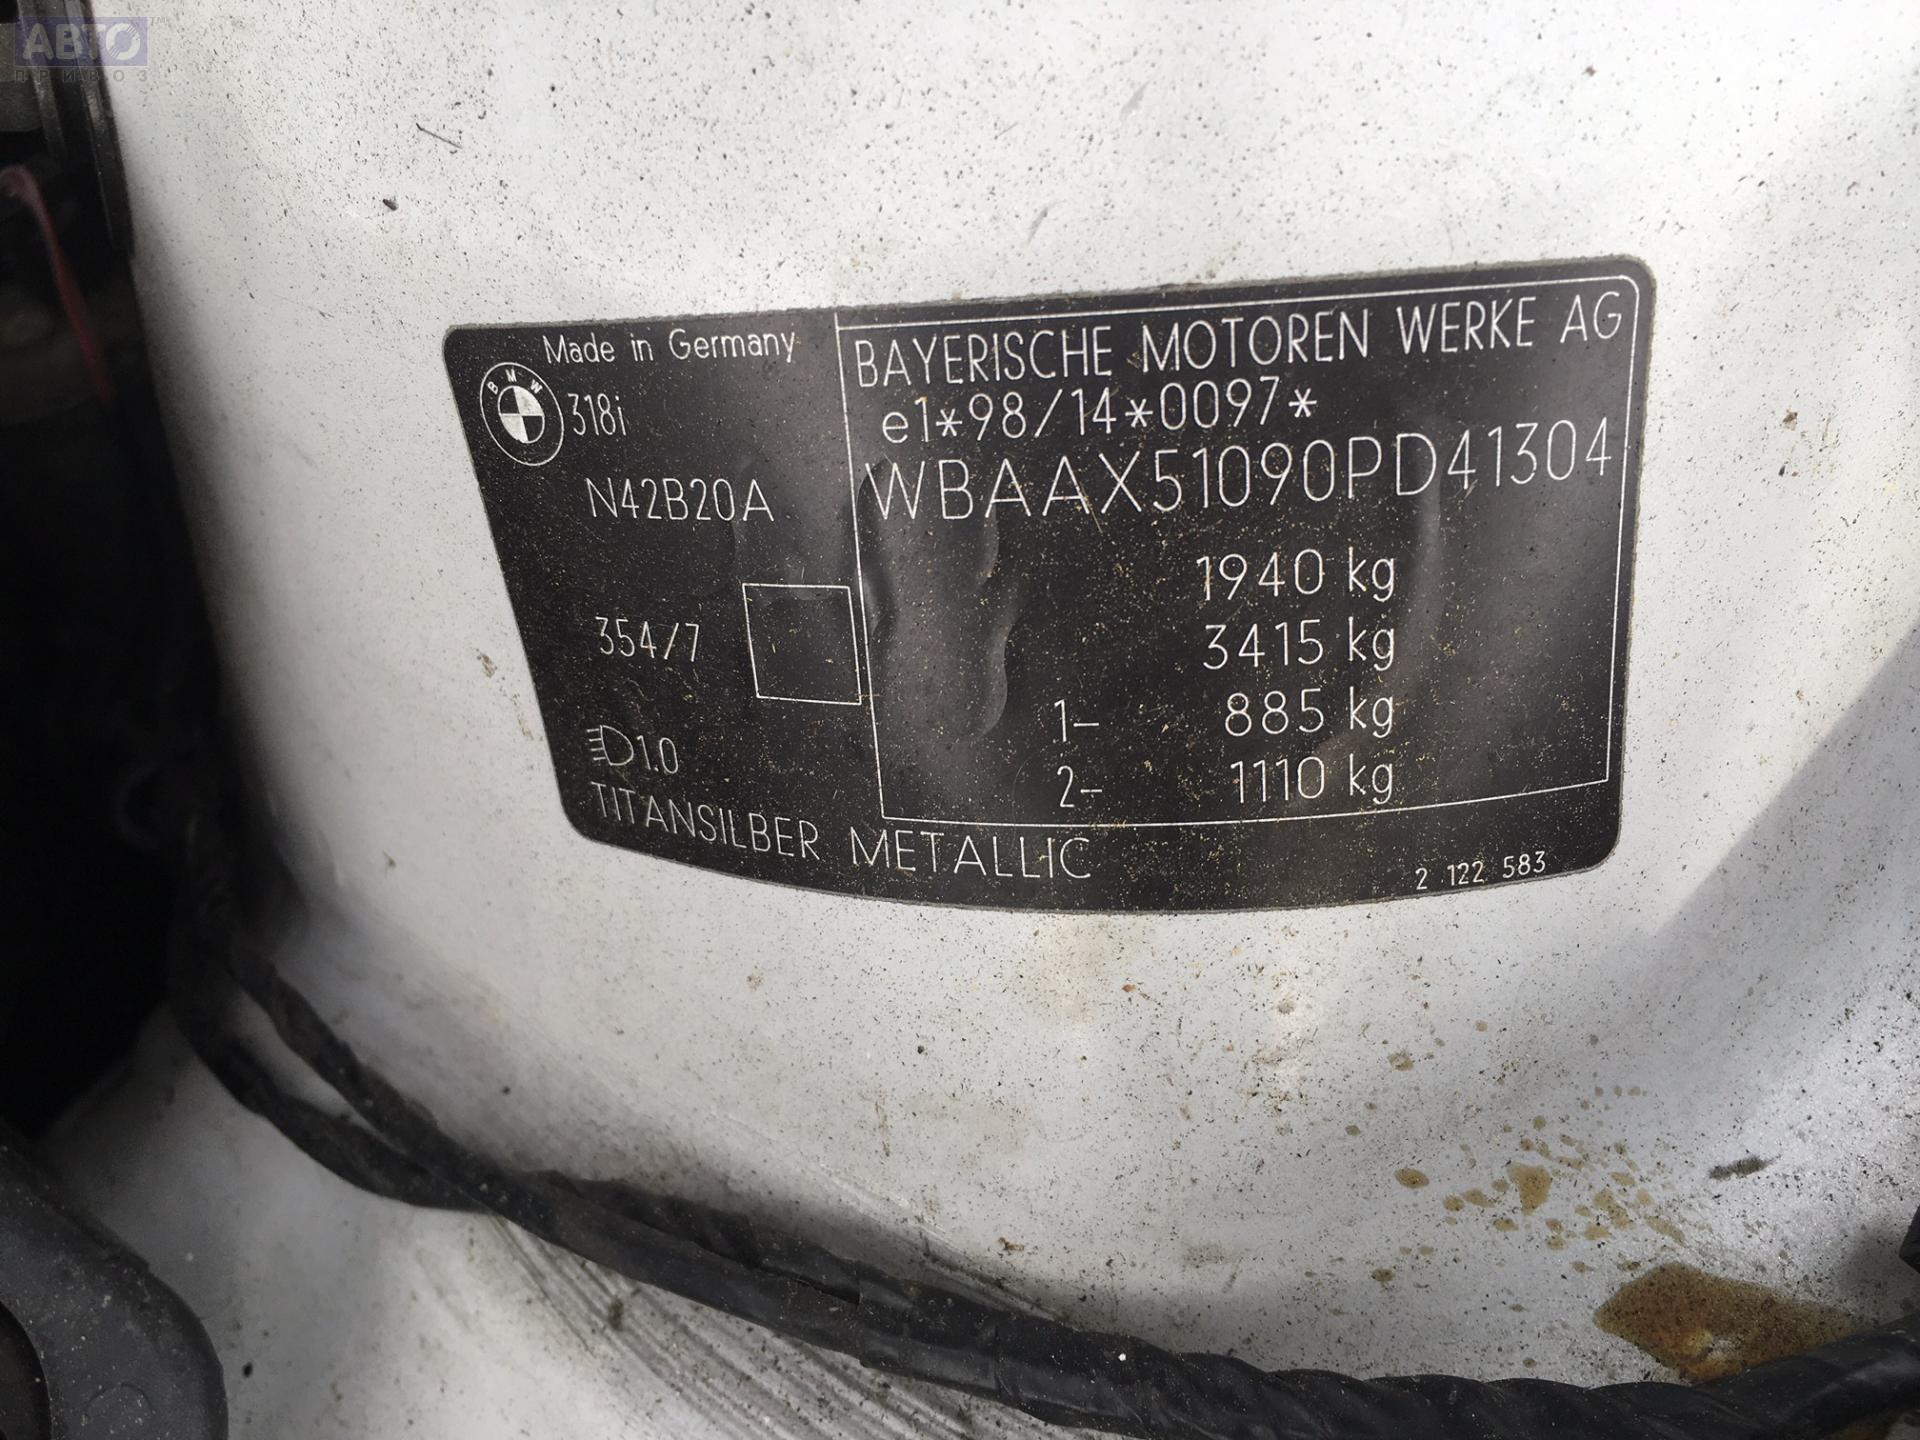 АВТО
ПРИВОЗ
Made in Germany
BMW
318i
N42B20A
354/7
1.0
TITANSILBER METALLIC
BAYERISCHE MOTOREN WERKE AG
e1*98/14*0097*
WBAAX51090PD41304
1940 kg
3415 kg
1- 885 kg
2- 1110 kg
2 122 583